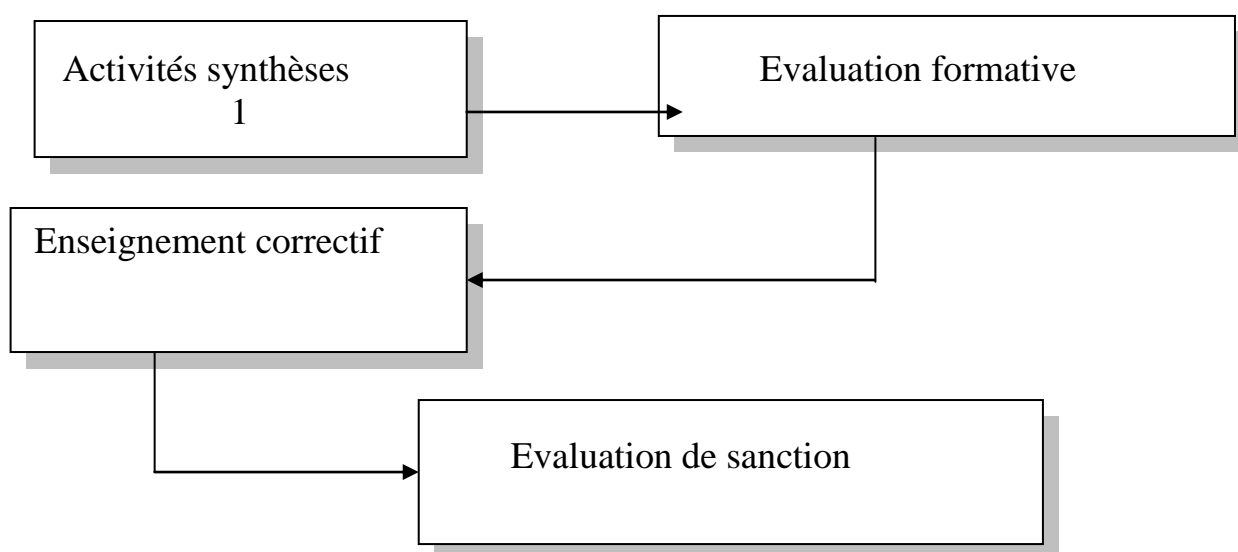 Activités synthèses
1
Evaluation formative
Enseignement correctif
Evaluation de sanction